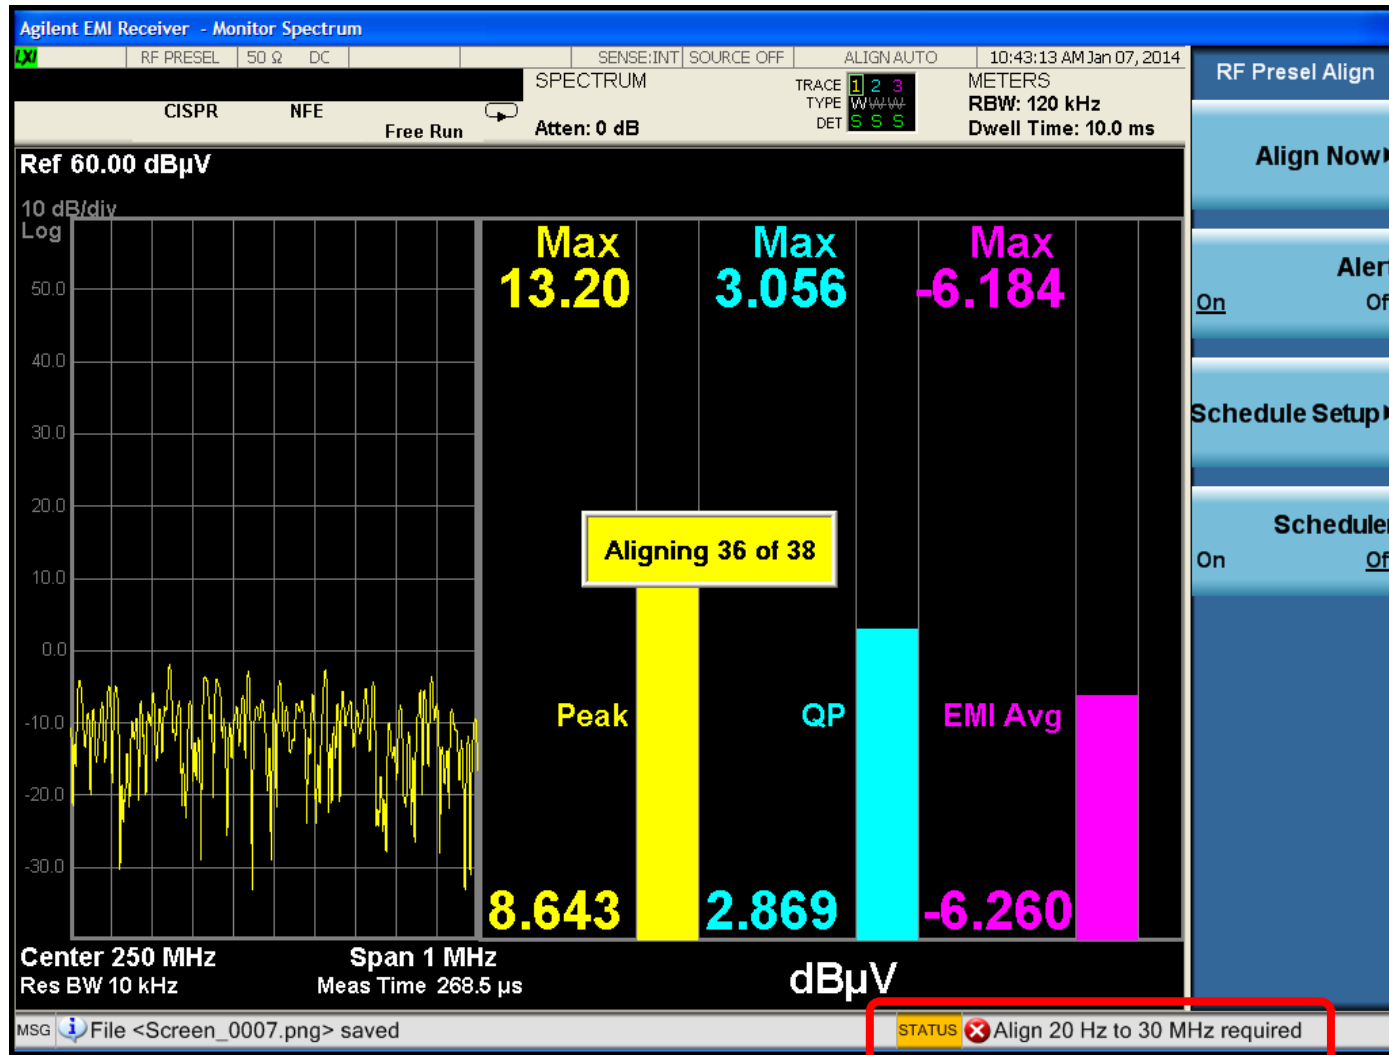 Agilent EMI Receiver - Monitor Spectrum
LXI RF PRESEL 50 Ω DC SENSE:INT SOURCE OFF ALIGN AUTO 10:43:13 AM Jan 07, 2014
RF Presel Align
SPECTRUM TRACE 1 2 3 METERS
TYPE W W W RBW: 120 kHz
CISPR NFE Free Run Atten: 0 dB DET S S S Dwell Time: 10.0 ms
Align Now
Ref 60.00 dBµV
10 dB/div
Log
Max Max Max
13.20 3.056 -6.184
Alert
On Of
50.0
40.0
30.0
20.0
10.0
0.0
-10.0
-20.0
-30.0
Schedule Setup
Scheduler
On Of
Aligning 36 of 38
Peak QP EMI Avg
8.643 2.869 -6.260
Center 250 MHz Span 1 MHz
Res BW 10 kHz Meas Time 268.5 µs
dBµV
MSG File <Screen_0007.png> saved STATUS Align 20 Hz to 30 MHz required